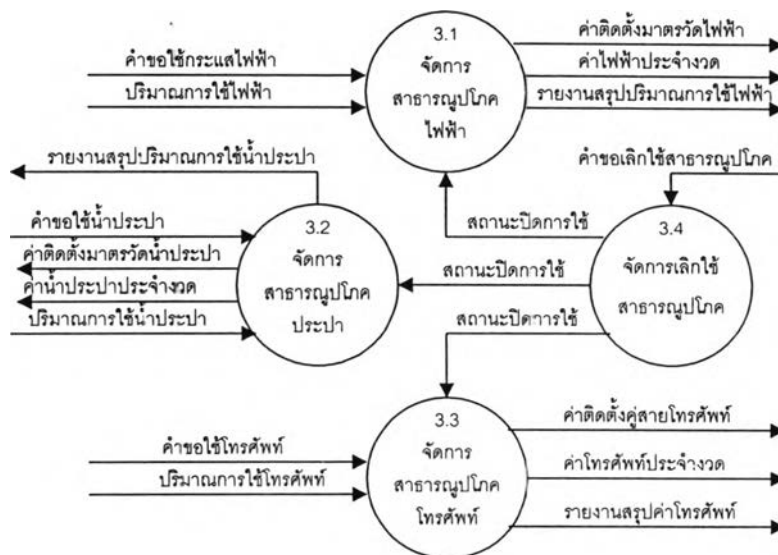 3.1
จัดการ
สาธารณูปโภค
ไฟฟ้า
คำขอใช้กระแสไฟฟ้า
ปริมาณการใช้ไฟฟ้า
ค่าติดตั้งมาตรวัดไฟฟ้า
ค่าไฟฟ้าประจำงวด
รายงานสรุปปริมาณการใช้ไฟฟ้า
รายงานสรุปปริมาณการใช้น้ำประปา
คำขอเลิกใช้สาธารณูปโภค
คำขอใช้น้ำประปา
ค่าติดตั้งมาตรวัดน้ำประปา
ค่าน้ำประปาประจำงวด
ปริมาณการใช้น้ำประปา
3.2
จัดการ
สาธารณูปโภค
ประปา
สถานะปิดการใช้
สถานะปิดการใช้
สถานะปิดการใช้
3.4
จัดการเลิกใช้
สาธารณูปโภค
3.3
จัดการ
สาธารณูปโภค
โทรศัพท์
คำขอใช้โทรศัพท์
ปริมาณการใช้โทรศัพท์
ค่าติดตั้งคู่สายโทรศัพท์
ค่าโทรศัพท์ประจำงวด
รายงานสรุปค่าโทรศัพท์